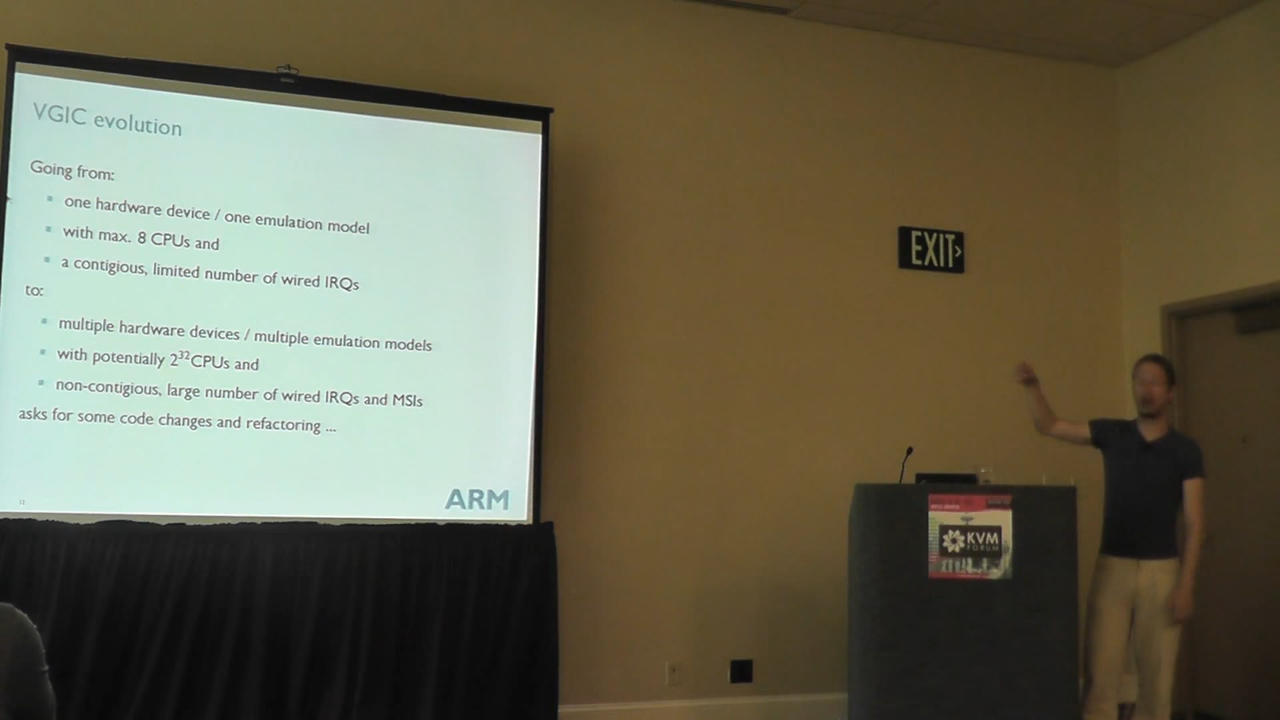 VGIC evolution
Going from:
one hardware device / one emulation model
with max. 8 CPUs and
a contigious, limited number of wired IRQs
to:
multiple hardware devices / multiple emulation models
with potentially 2³²CPUs and
non-contigious, large number of wired IRQs and MSIs
asks for some code changes and refactoring ...
12
ARM
EXIT
KVM
FORUM